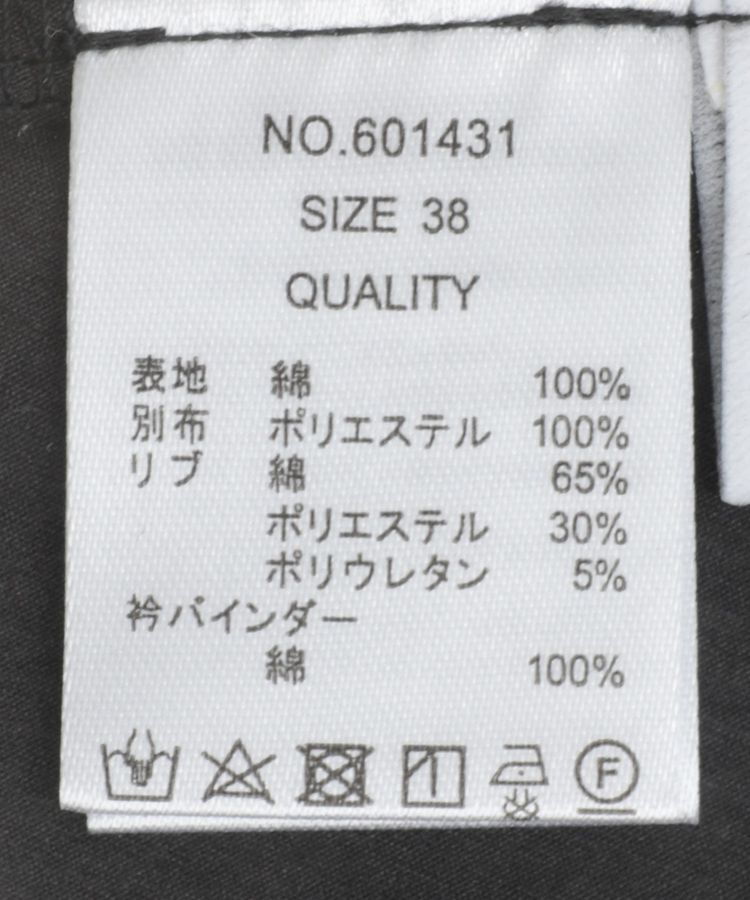 NO.601431
SIZE 38
QUALITY
表地 綿 100%
別布 ポリエステル 100%
リブ 綿 65%
ポリエステル 30%
ポリウレタン 5%
衿バインダー
綿 100%
F